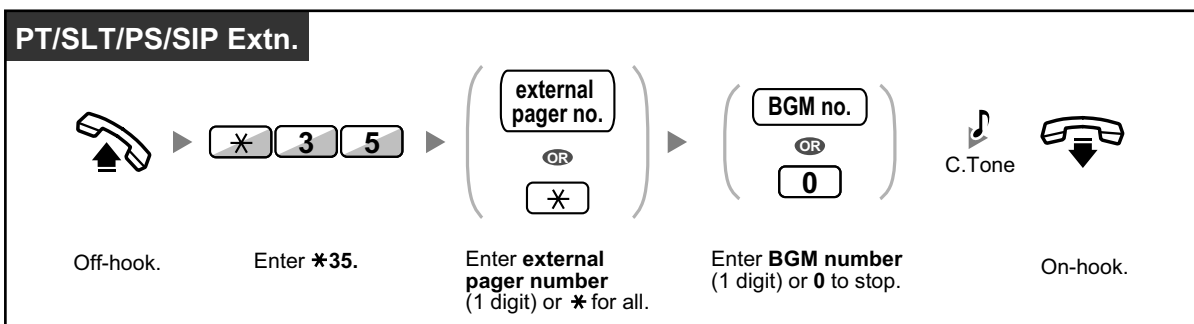 PT/SLT/PS/SIP Extn.
external
pager no.
OR
✳
BGM no.
OR
0
✳ 3 5
C.Tone
Off-hook.
Enter ✳35.
Enter external
pager number
(1 digit) or ✳ for all.
Enter BGM number
(1 digit) or 0 to stop.
On-hook.